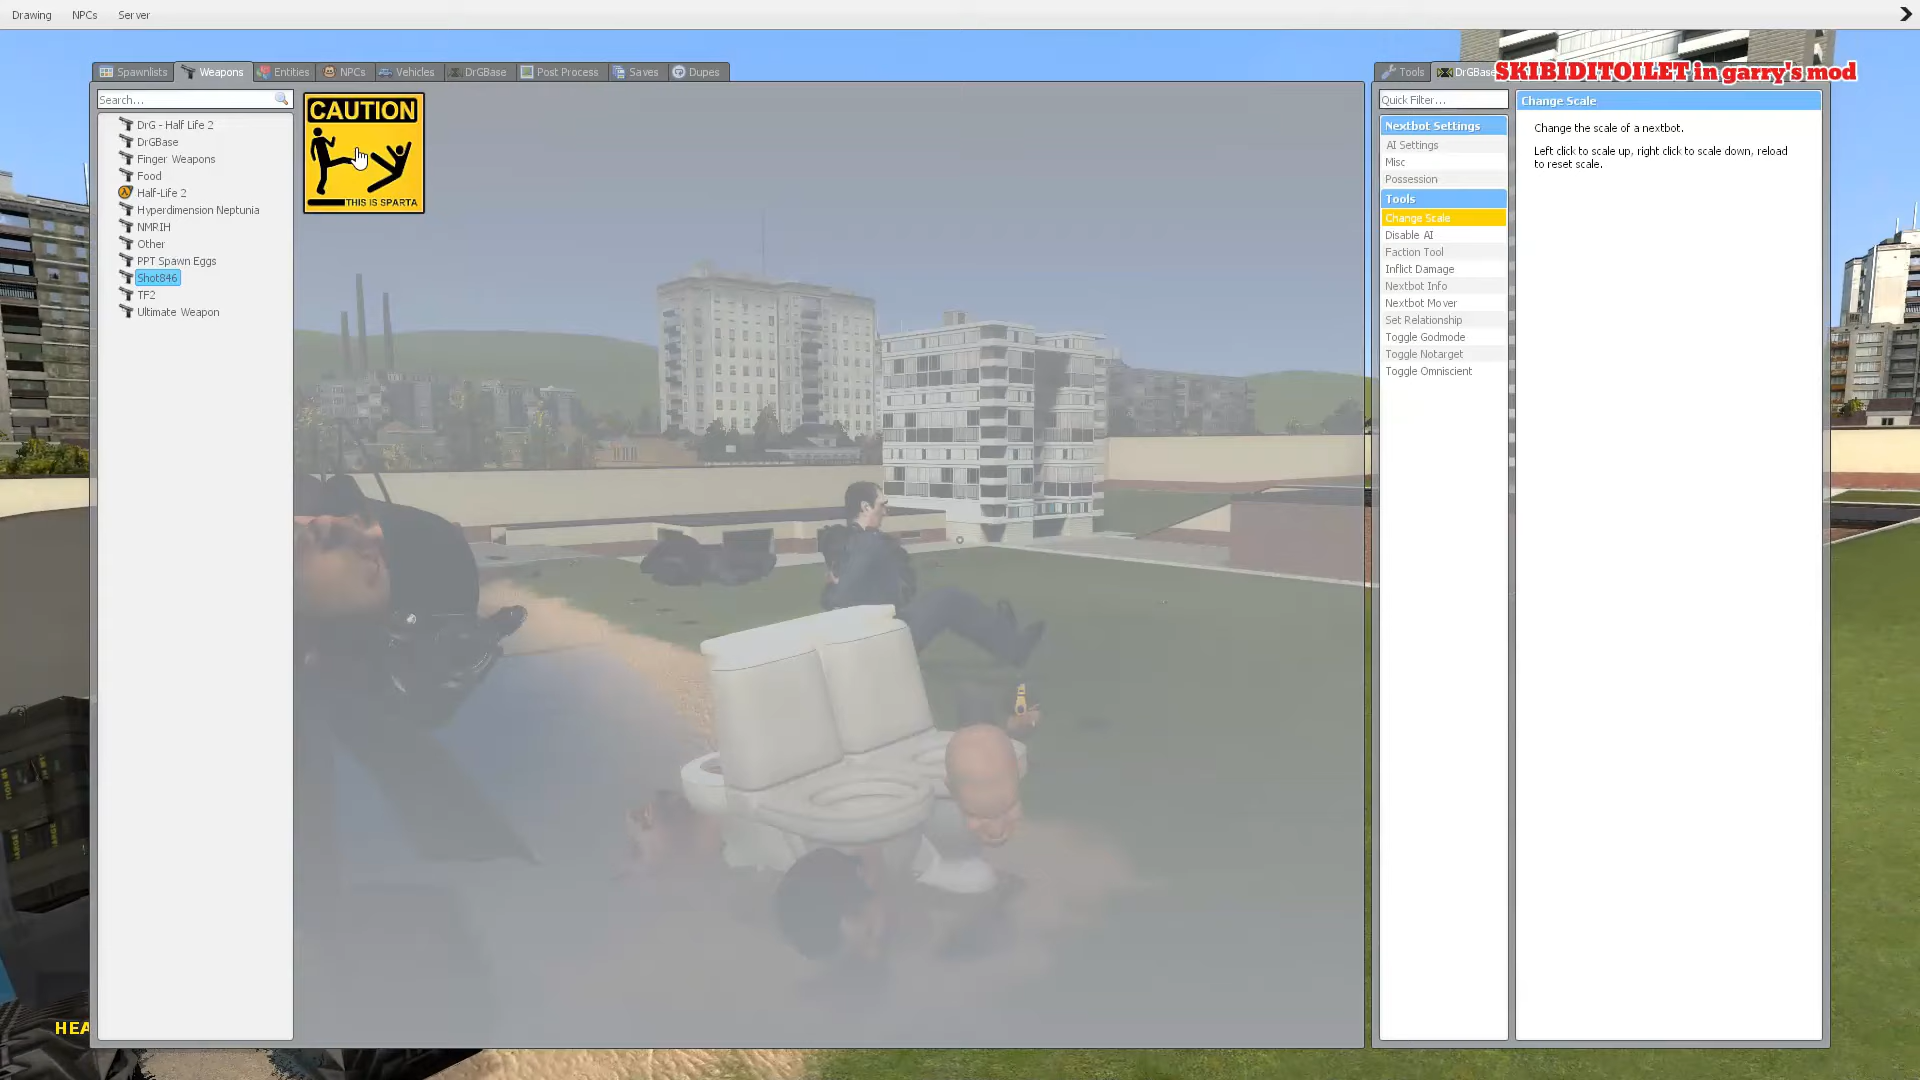 Drawing NPCs Server
Spawnlists Weapons Entities NPCs Vehicles DrGBase Post Process Saves Dupes
Tools DrGBase
SKIBIDITOILET in garry's mod
Search...
DrG - Half Life 2
DrGBase
Finger Weapons
Food
Half-Life 2
Hyperdimension Neptunia
NMRIH
Other
PPT Spawn Eggs
Shot846
TF2
Ultimate Weapon
CAUTION
THIS IS SPARTA
Quick Filter...
Nextbot Settings
AI Settings
Misc
Possession
Tools
Change Scale
Disable AI
Faction Tool
Inflict Damage
Nextbot Info
Nextbot Mover
Set Relationship
Toggle Godmode
Toggle Notarget
Toggle Omniscient
Change Scale
Change the scale of a nextbot.
Left click to scale up, right click to scale down, reload
to reset scale.
HEA